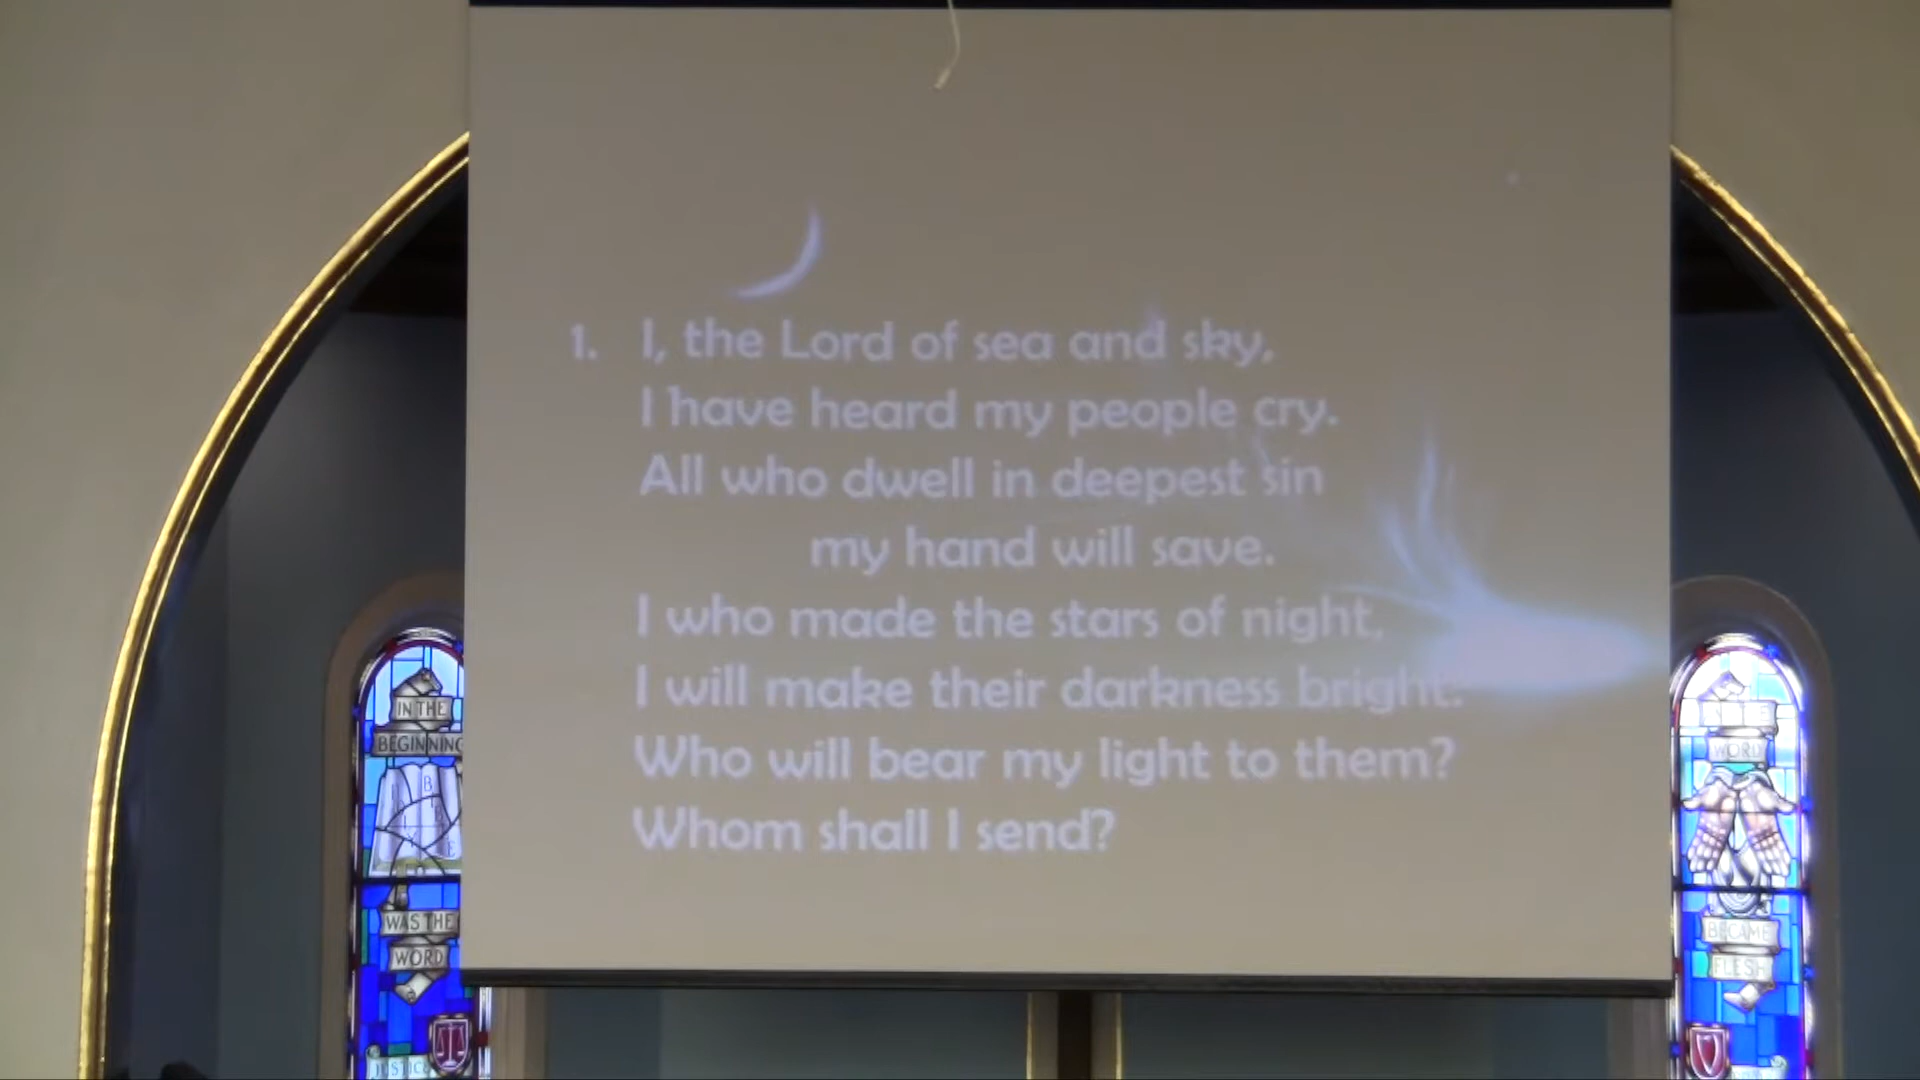 1. I, the Lord of sea and sky,
I have heard my people cry.
All who dwell in deepest sin
my hand will save.
I who made the stars of night,
I will make their darkness bright.
Who will bear my light to them?
Whom shall I send?
IN THE
BEGINNING
WAS THE
WORD
JUSTICE
WORD
BECAME
FLESH